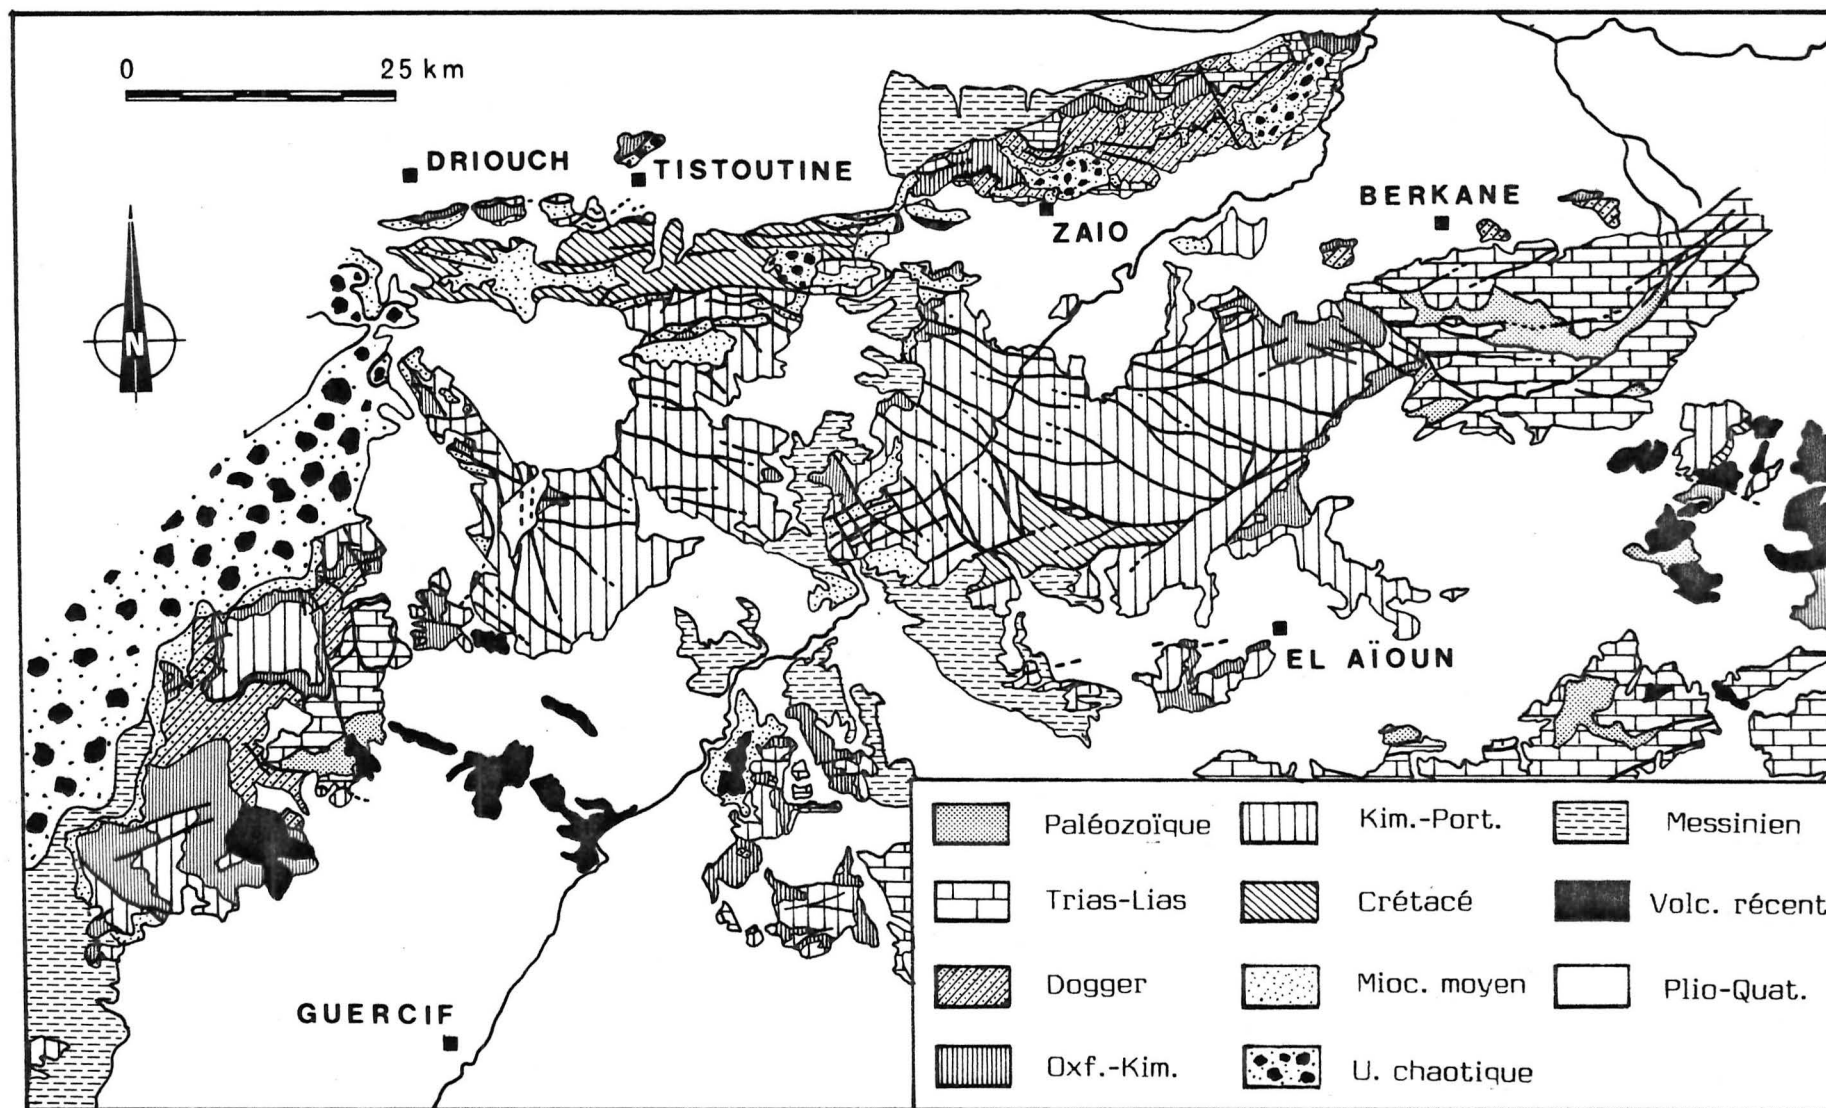 0 25 km
DRIOUCH
TISTOUTINE
ZAIO
BERKANE
N
EL AÏOUN
GUERCIF
Paléozoïque
Kim.-Port.
Messinien
Trias-Lias
Crétacé
Volc. récent
Dogger
Mioc. moyen
Plio-Quat.
Oxf.-Kim.
U. chaotique